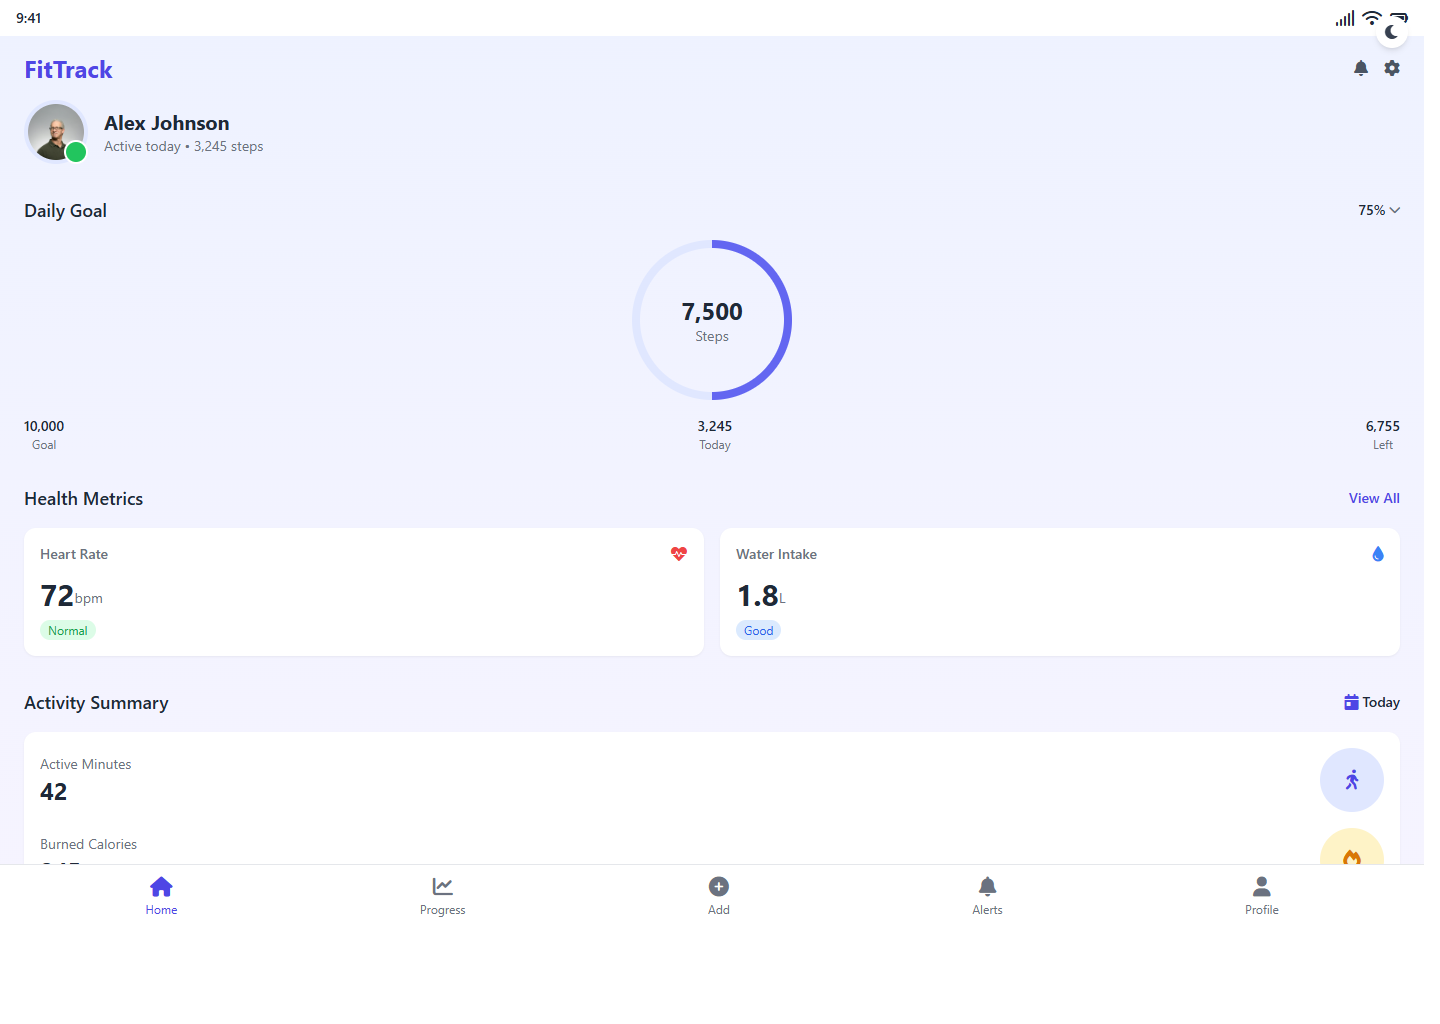 9:41
FitTrack
Alex Johnson
Active today • 3,245 steps
Daily Goal
75%
7,500
Steps
10,000
Goal
3,245
Today
6,755
Left
Health Metrics
View All
Heart Rate
72bpm
Normal
Water Intake
1.8L
Good
Activity Summary
Today
Active Minutes
42
Burned Calories
Home
Progress
Add
Alerts
Profile